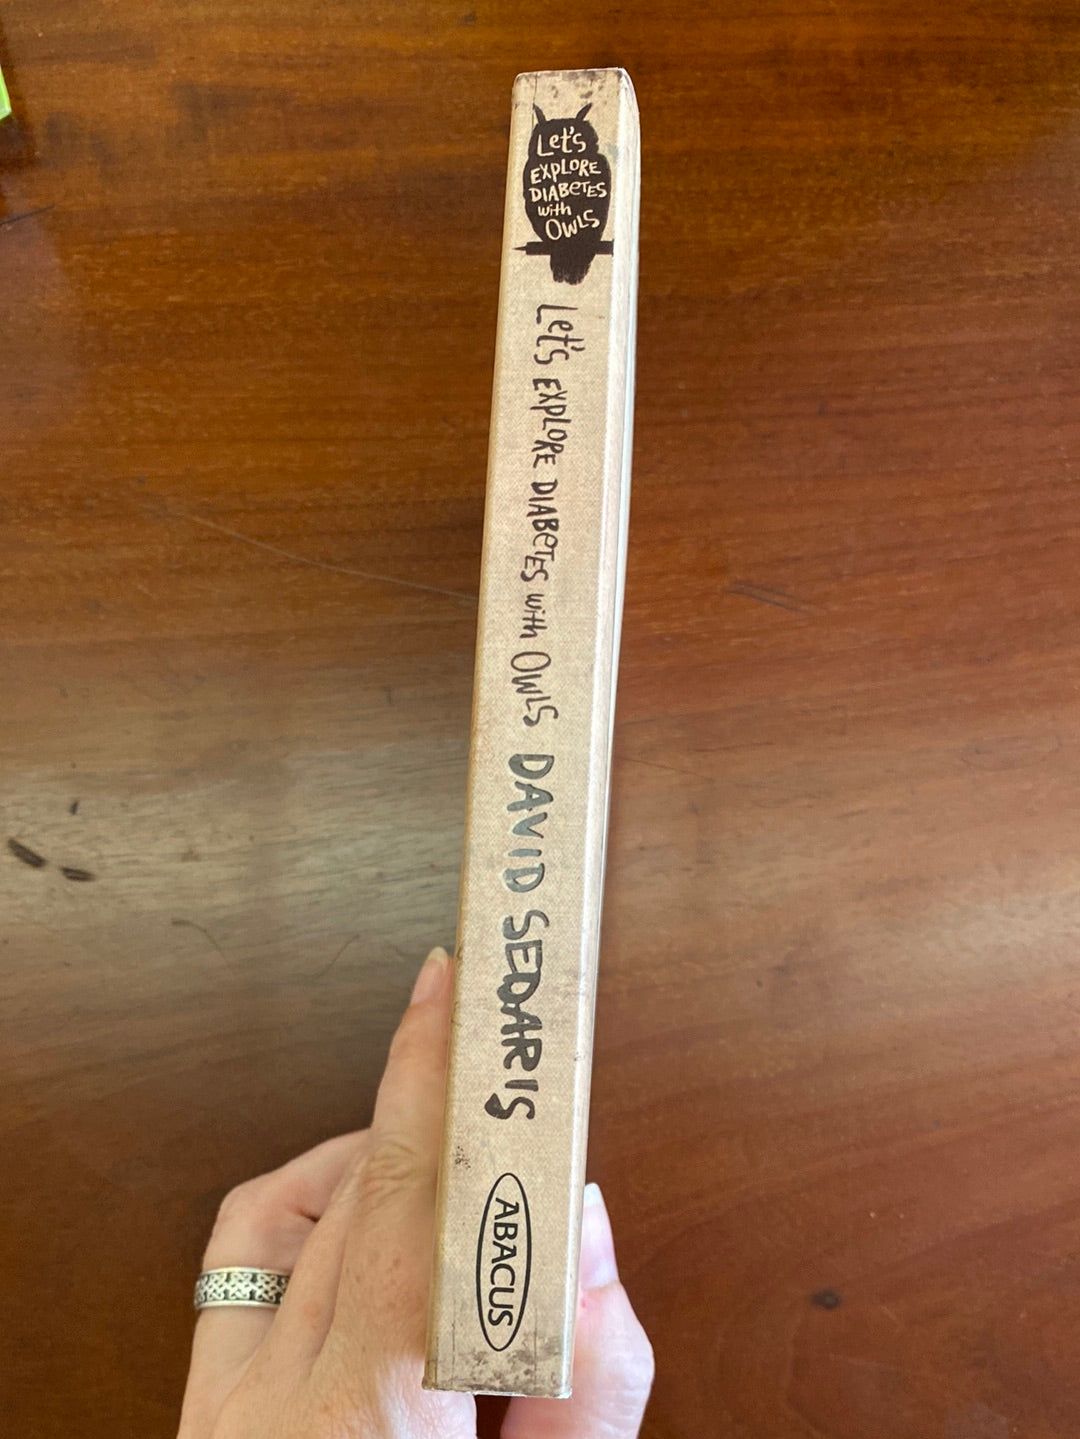 Let's
EXPLORE
DIABETES
with
OWLS
Let's EXPLORE DIABETES with OWLS DAVID SEDARIS
ABACUS